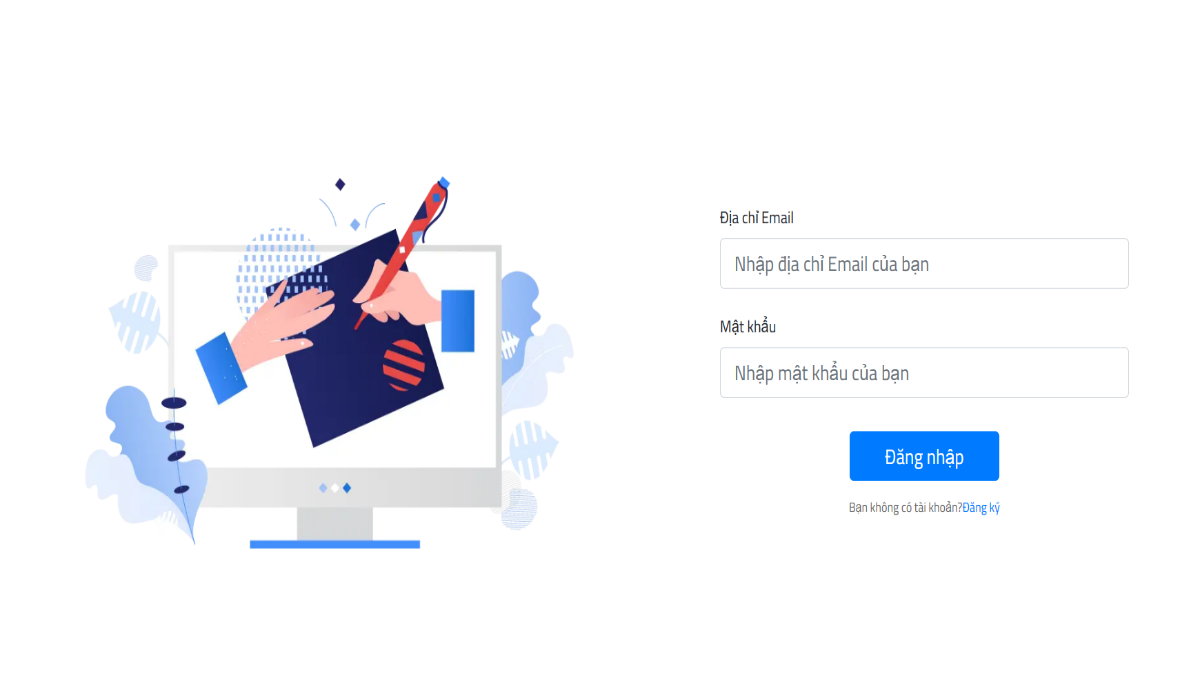 Địa chỉ Email
Nhập địa chỉ Email của bạn
Mật khẩu
Nhập mật khẩu của bạn
Đăng nhập
Bạn không có tài khoản?Đăng ký